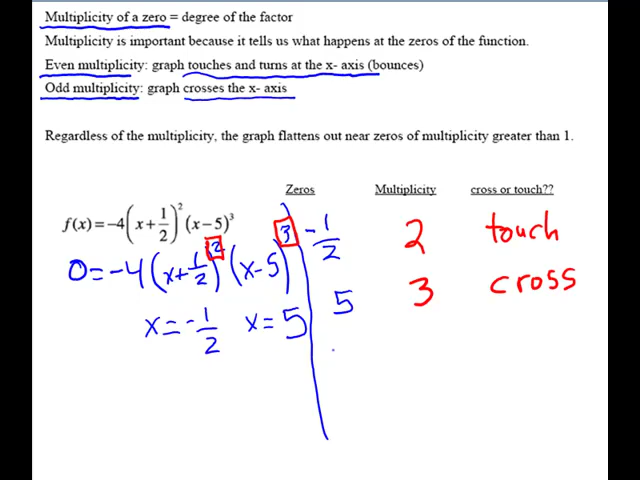 Multiplicity of a zero = degree of the factor
Multiplicity is important because it tells us what happens at the zeros of the function.
Even multiplicity: graph touches and turns at the x- axis (bounces)
Odd multiplicity: graph crosses the x- axis
Regardless of the multiplicity, the graph flattens out near zeros of multiplicity greater than 1.
Zeros Multiplicity cross or touch??
f(x)=-4(x+1/2)²(x-5)³
-1/2 2 touch
0=-4(x+1/2)²(x-5)³
5 3 cross
x=-1/2 x=5